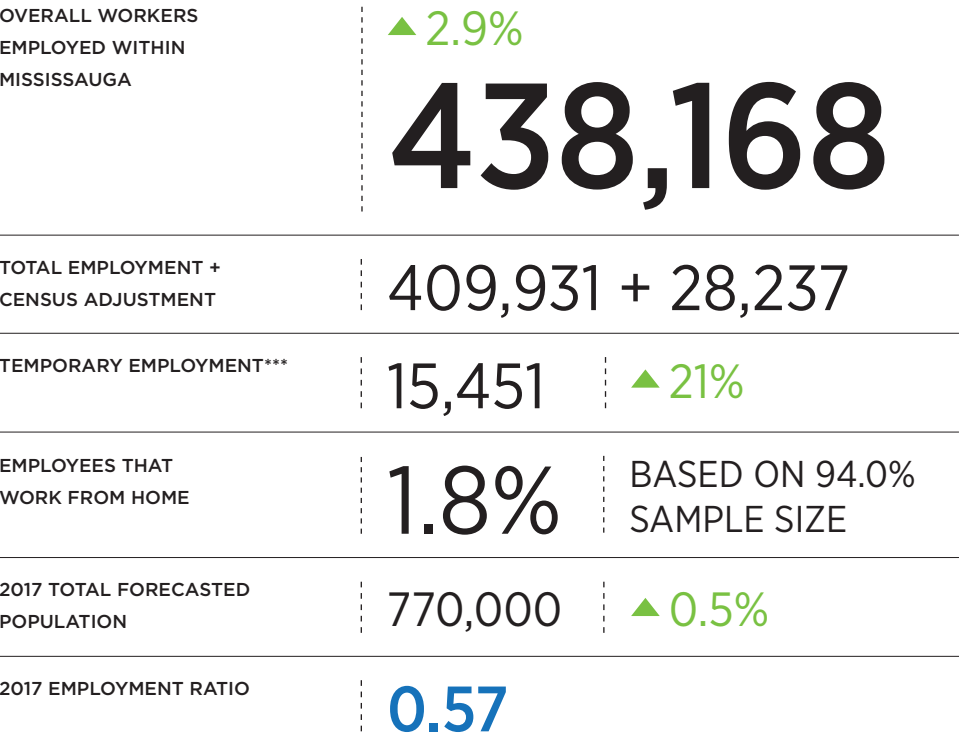 OVERALL WORKERS
EMPLOYED WITHIN
MISSISSAUGA
2.9%
438,168
TOTAL EMPLOYMENT +
CENSUS ADJUSTMENT
409,931 + 28,237
TEMPORARY EMPLOYMENT***
15,451
21%
EMPLOYEES THAT
WORK FROM HOME
1.8%
BASED ON 94.0%
SAMPLE SIZE
2017 TOTAL FORECASTED
POPULATION
770,000
0.5%
2017 EMPLOYMENT RATIO
0.57